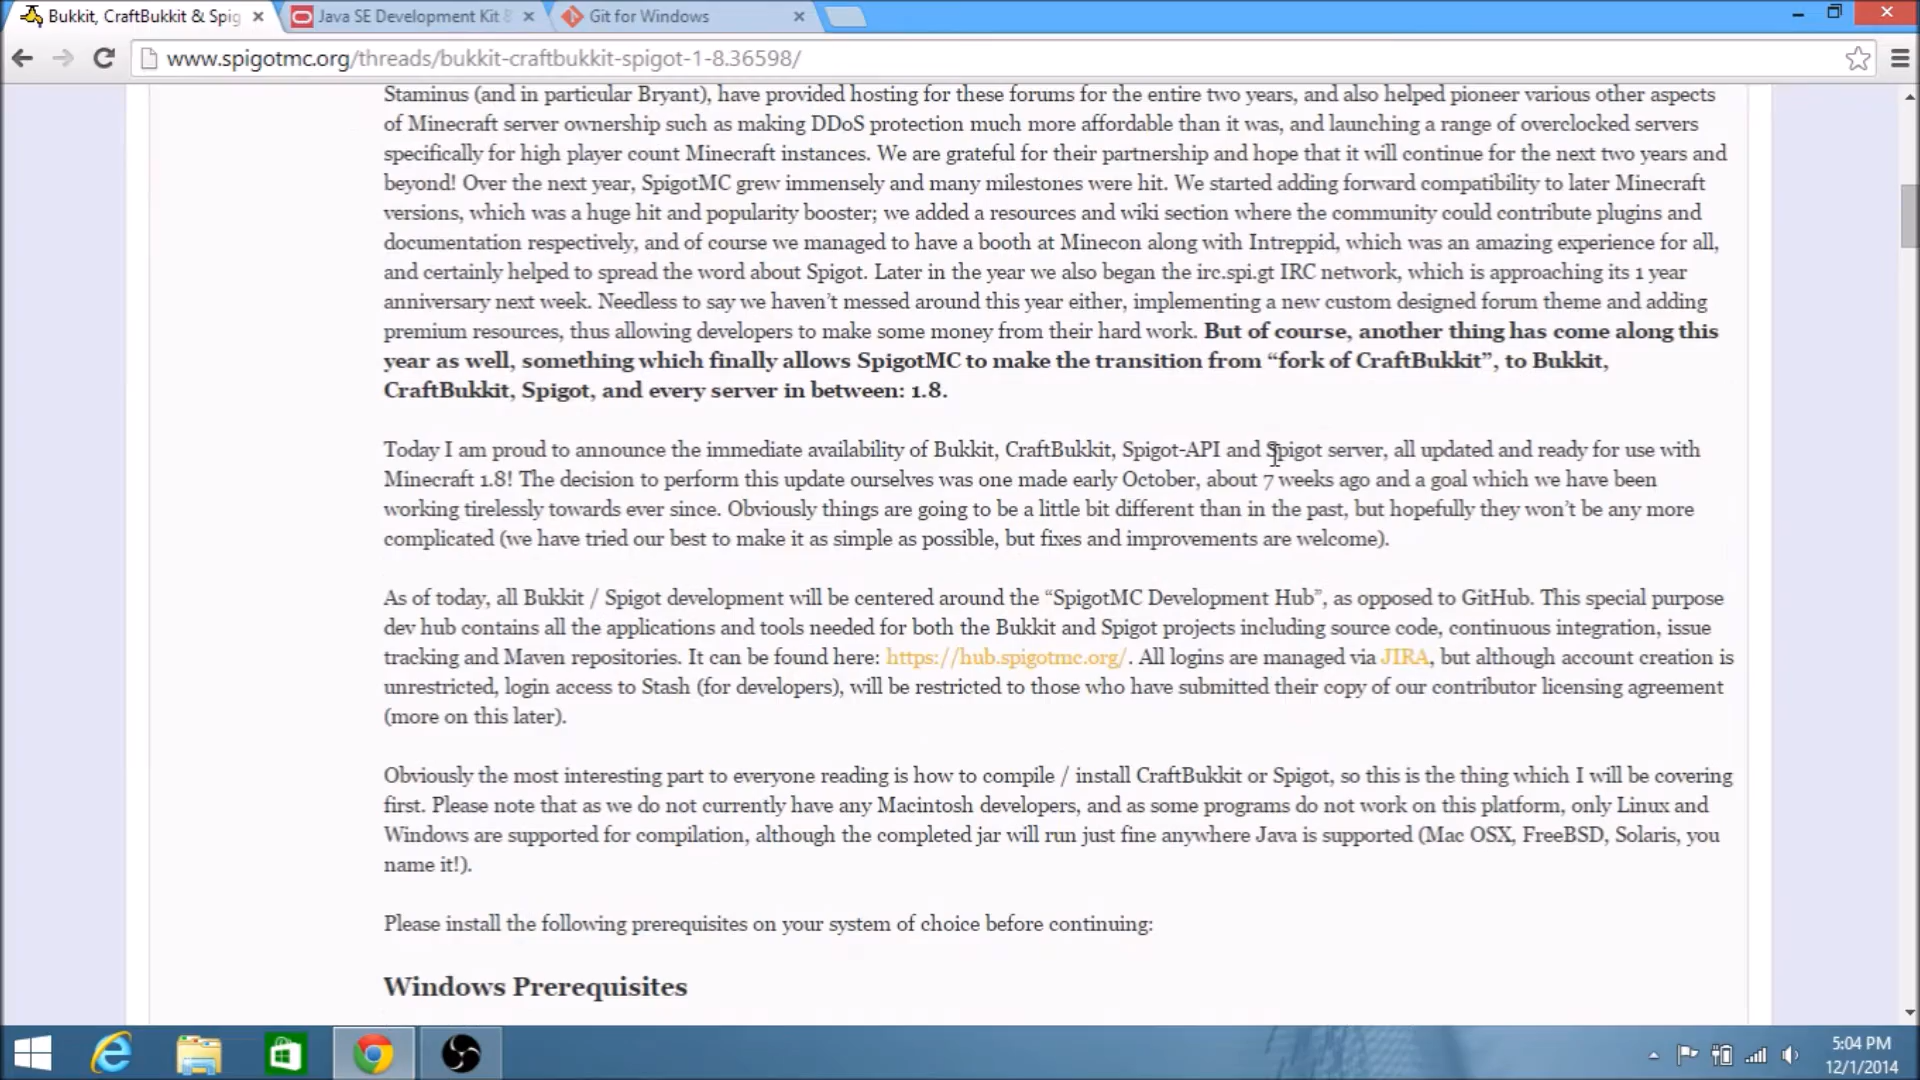 Bukkit, CraftBukkit & Spig
Java SE Development Kit 8
Git for Windows
www.spigotmc.org/threads/bukkit-craftbukkit-spigot-1-8.36598/
Staminus (and in particular Bryant), have provided hosting for these forums for the entire two years, and also helped pioneer various other aspects
of Minecraft server ownership such as making DDoS protection much more affordable than it was, and launching a range of overclocked servers
specifically for high player count Minecraft instances. We are grateful for their partnership and hope that it will continue for the next two years and
beyond! Over the next year, SpigotMC grew immensely and many milestones were hit. We started adding forward compatibility to later Minecraft
versions, which was a huge hit and popularity booster; we added a resources and wiki section where the community could contribute plugins and
documentation respectively, and of course we managed to have a booth at Minecon along with Intreppid, which was an amazing experience for all,
and certainly helped to spread the word about Spigot. Later in the year we also began the irc.spi.gt IRC network, which is approaching its 1 year
anniversary next week. Needless to say we haven't messed around this year either, implementing a new custom designed forum theme and adding
premium resources, thus allowing developers to make some money from their hard work. But of course, another thing has come along this
year as well, something which finally allows SpigotMC to make the transition from “fork of CraftBukkit”, to Bukkit,
CraftBukkit, Spigot, and every server in between: 1.8.
Today I am proud to announce the immediate availability of Bukkit, CraftBukkit, Spigot-API and Spigot server, all updated and ready for use with
Minecraft 1.8! The decision to perform this update ourselves was one made early October, about 7 weeks ago and a goal which we have been
working tirelessly towards ever since. Obviously things are going to be a little bit different than in the past, but hopefully they won't be any more
complicated (we have tried our best to make it as simple as possible, but fixes and improvements are welcome).
As of today, all Bukkit / Spigot development will be centered around the “SpigotMC Development Hub”, as opposed to GitHub. This special purpose
dev hub contains all the applications and tools needed for both the Bukkit and Spigot projects including source code, continuous integration, issue
tracking and Maven repositories. It can be found here: https://hub.spigotmc.org/. All logins are managed via JIRA, but although account creation is
unrestricted, login access to Stash (for developers), will be restricted to those who have submitted their copy of our contributor licensing agreement
(more on this later).
Obviously the most interesting part to everyone reading is how to compile / install CraftBukkit or Spigot, so this is the thing which I will be covering
first. Please note that as we do not currently have any Macintosh developers, and as some programs do not work on this platform, only Linux and
Windows are supported for compilation, although the completed jar will run just fine anywhere Java is supported (Mac OSX, FreeBSD, Solaris, you
name it!).
Please install the following prerequisites on your system of choice before continuing:
Windows Prerequisites
5:04 PM
12/1/2014